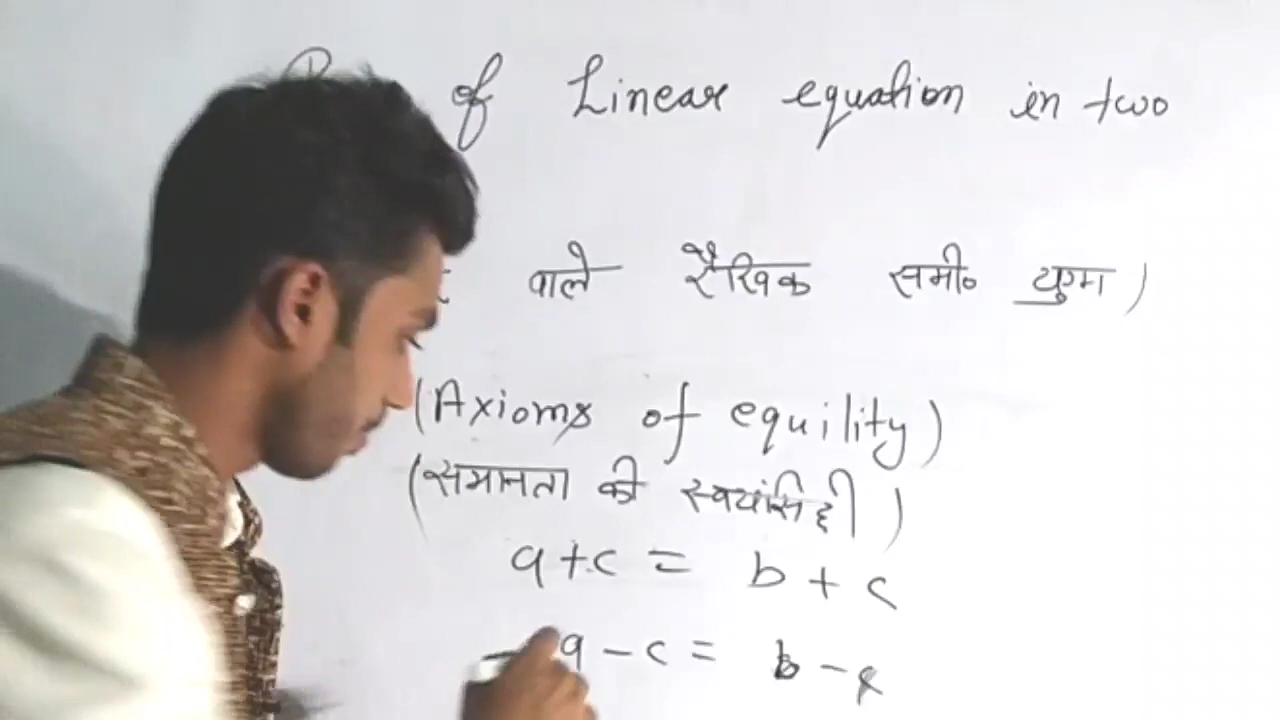 of Linear equation in two
वाले रैखिक समी० युग्म)
(Axioms of equility)
(समानता की स्वयंसिद्दी)
a + c = b + c
a - c = b - c